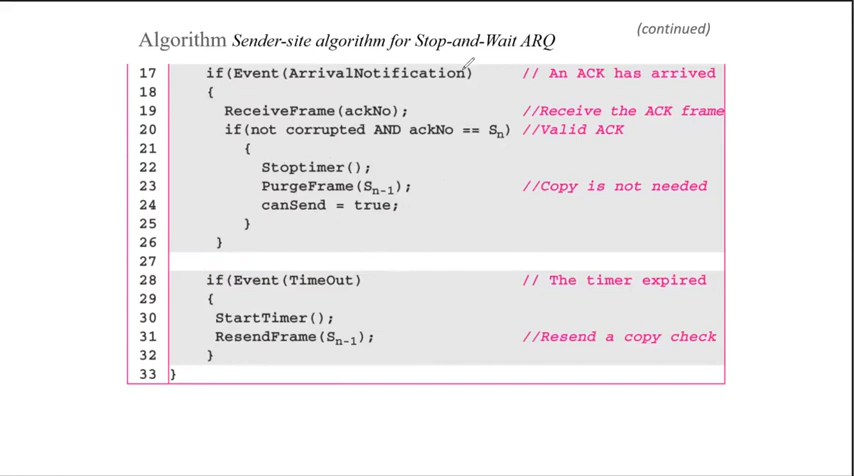 (continued)
Algorithm Sender-site algorithm for Stop-and-Wait ARQ
17 if(Event(ArrivalNotification) // An ACK has arrived
18 {
19 ReceiveFrame(ackNo); //Receive the ACK frame
20 if(not corrupted AND ackNo == Sn) //Valid ACK
21 {
22 Stoptimer();
23 PurgeFrame(Sn-1); //Copy is not needed
24 canSend = true;
25 }
26 }
27
28 if(Event(TimeOut) // The timer expired
29 {
30 StartTimer();
31 ResendFrame(Sn-1); //Resend a copy check
32 }
33 }